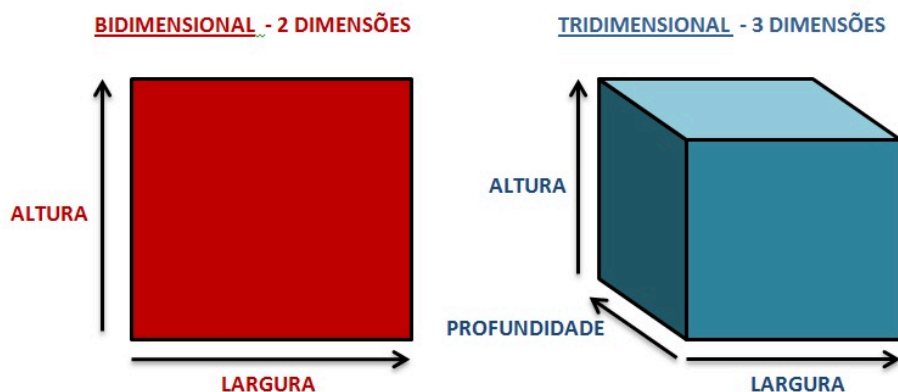 BIDIMENSIONAL - 2 DIMENSÕES
ALTURA
LARGURA
TRIDIMENSIONAL - 3 DIMENSÕES
ALTURA
PROFUNDIDADE
LARGURA